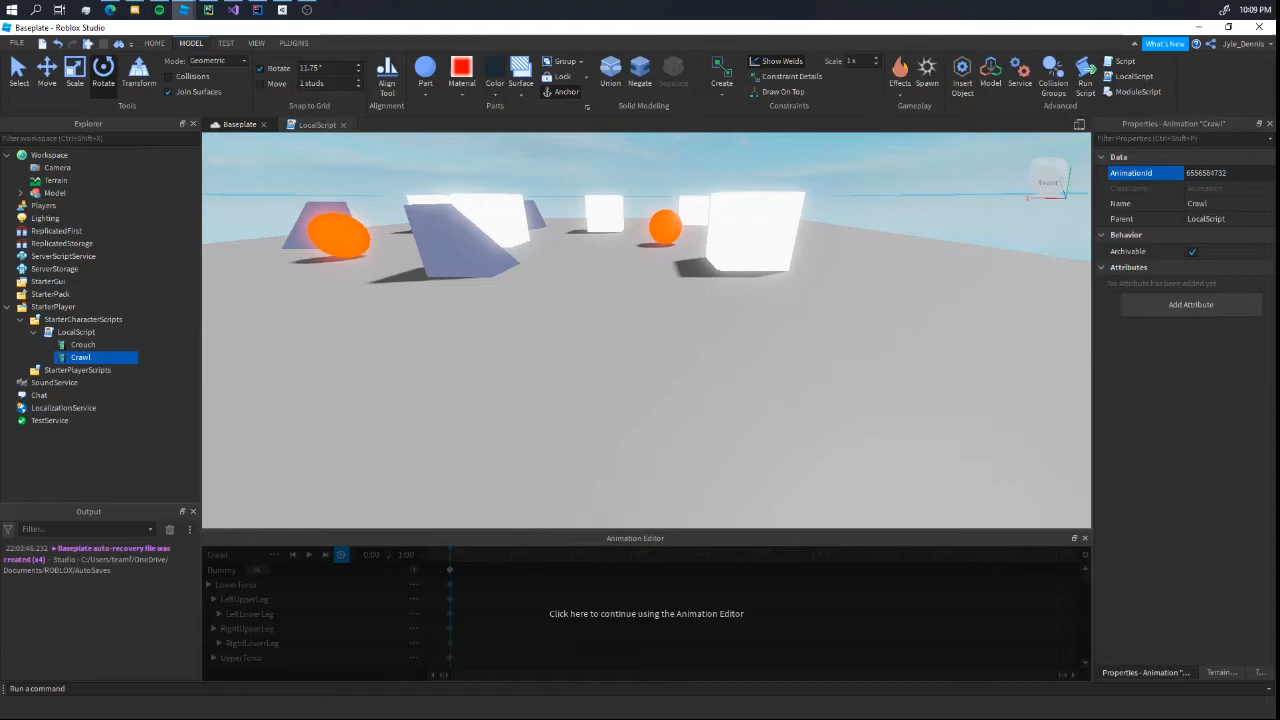 10:09 PM
Baseplate - Roblox Studio
FILE HOME MODEL TEST VIEW PLUGINS What's New Jyle_Dennis
Select Move Scale Rotate Transform
Mode: Geometric
Collisions
Join Surfaces
Tools
Rotate 11.75°
Move 1 studs
Snap to Grid
Align Tool
Alignment
Part Material Color Surface
Group
Lock
Anchor
Parts
Union Negate Separate
Solid Modeling
Create
Show Welds
Constraint Details
Draw On Top
Scale 1 x
Constraints
Effects Spawn
Gameplay
Insert Object Model Service Collision Groups Run Script
Script
LocalScript
ModuleScript
Advanced
Explorer
Filter workspace (Ctrl+Shift+X)
Workspace
Camera
Terrain
Model
Players
Lighting
ReplicatedFirst
ReplicatedStorage
ServerScriptService
ServerStorage
StarterGui
StarterPack
StarterPlayer
StarterCharacterScripts
LocalScript
Crouch
Crawl
StarterPlayerScripts
SoundService
Chat
LocalizationService
TestService
Output
Filter...
22:03:46.232 ► Baseplate auto-recovery file was
created (x4) - Studio - C:/Users/teamf/OneDrive/
Documents/ROBLOX/AutoSaves
Baseplate LocalScript
Front
X
Animation Editor
Crawl 0:00 / 1:00
Dummy IK
LowerTorso
LeftUpperLeg
LeftLowerLeg
RightUpperLeg
RightLowerLeg
UpperTorso
Click here to continue using the Animation Editor
Properties - Animation "Crawl"
Filter Properties (Ctrl+Shift+P)
Data
AnimationId 6556584732
ClassName Animation
Name Crawl
Parent LocalScript
Behavior
Archivable
Attributes
No Attribute has been added yet
Add Attribute
Properties - Animation "... Terrain... T...
Run a command